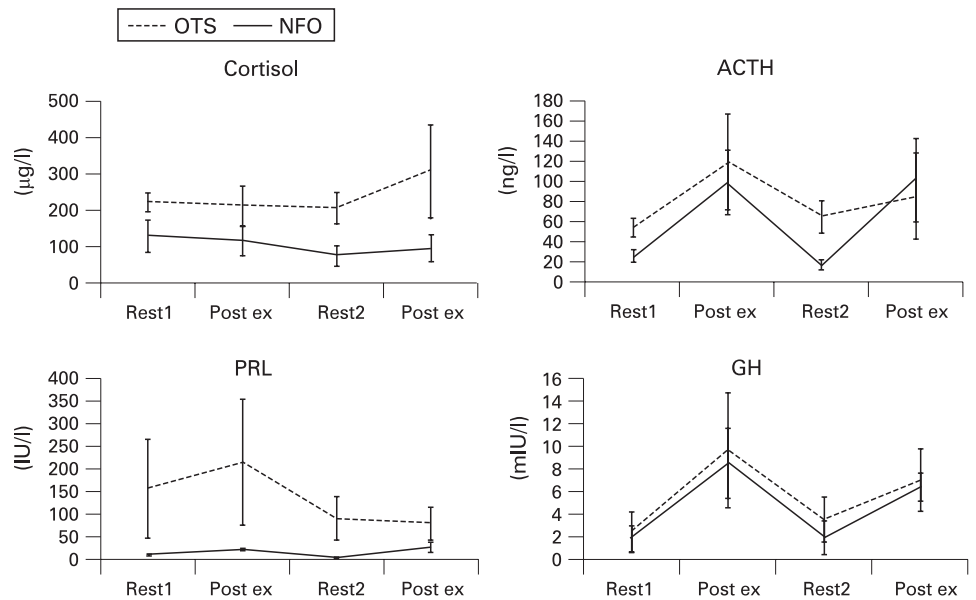 OTS NFO
Cortisol
500
400
300
200
100
0
(µg/l)
Rest1 Post ex Rest2 Post ex
ACTH
180
160
140
120
100
80
60
40
20
0
(ng/l)
Rest1 Post ex Rest2 Post ex
PRL
400
350
300
250
200
150
100
50
0
(IU/l)
Rest1 Post ex Rest2 Post ex
GH
16
14
12
10
8
6
4
2
0
(mIU/l)
Rest1 Post ex Rest2 Post ex